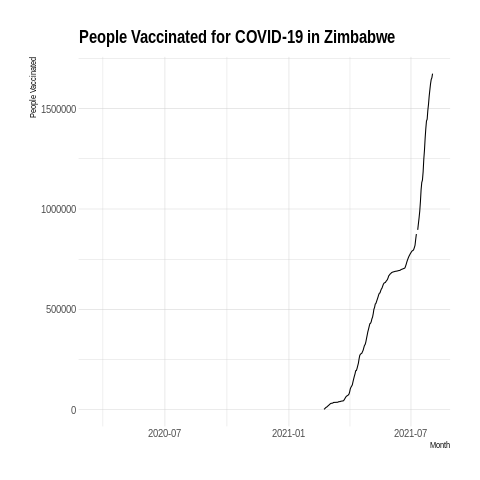 People Vaccinated for COVID-19 in Zimbabwe
People Vaccinated
1500000
1000000
500000
0
2020-07 2021-01 2021-07
Month